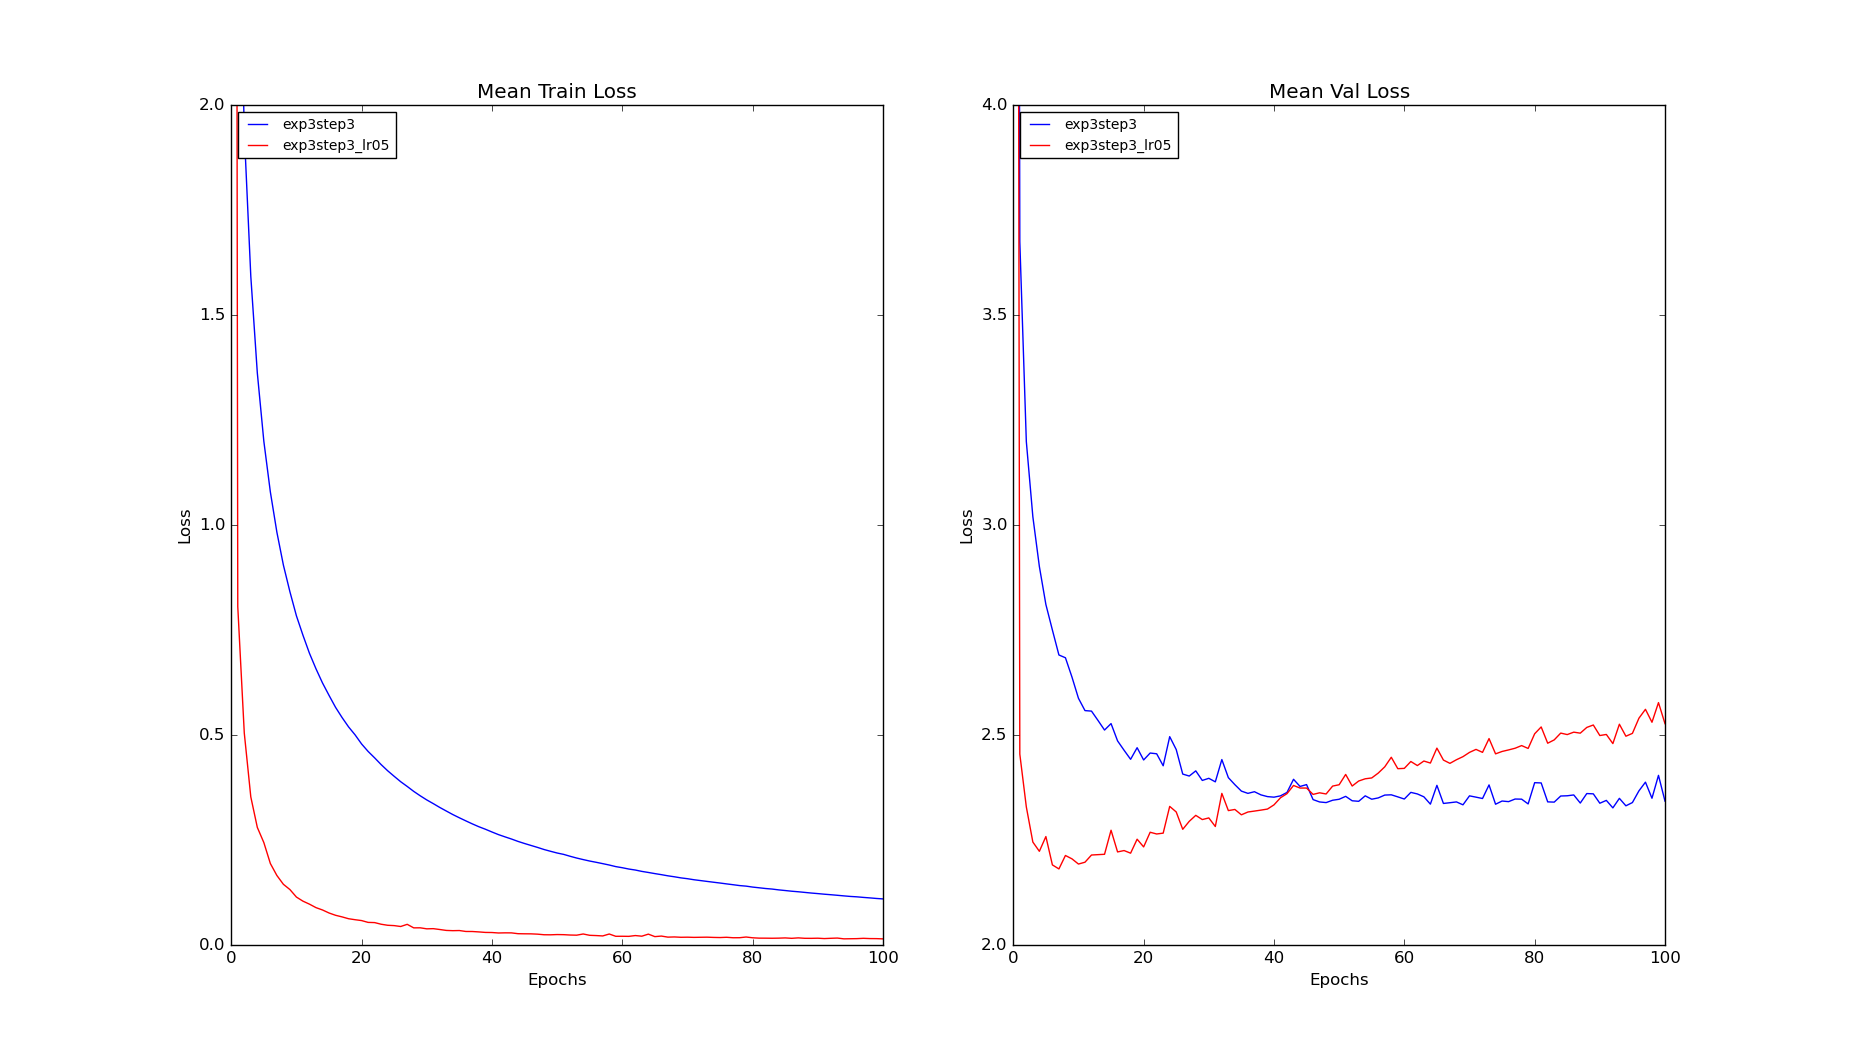 Mean Train Loss
2.0
1.5
1.0
0.5
0.0
0 20 40 60 80 100
Loss
Epochs
exp3step3
exp3step3_lr05
Mean Val Loss
4.0
3.5
3.0
2.5
2.0
0 20 40 60 80 100
Loss
Epochs
exp3step3
exp3step3_lr05